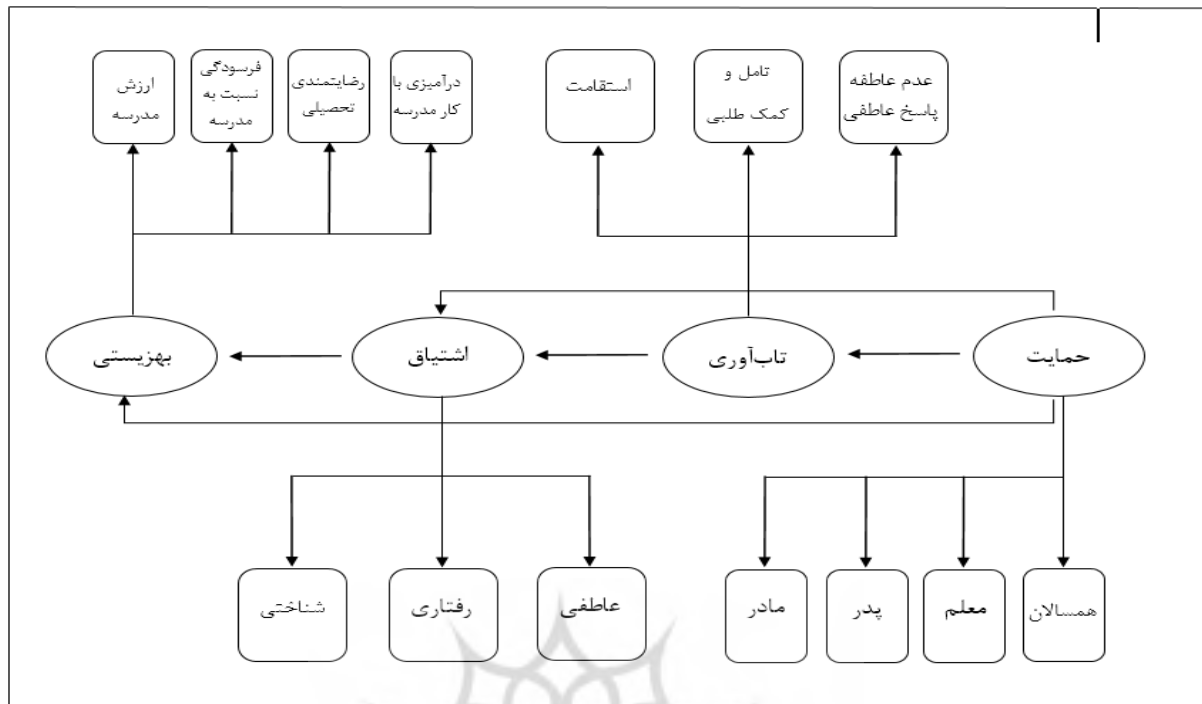 عدم عاطفه
پاسخ عاطفی
تامل و
کمک طلبی
استقامت
درآمیزی با
کار مدرسه
رضایتمندی
تحصیلی
فرسودگی
نسبت به
مدرسه
ارزش
مدرسه
حمایت
تاب‌آوری
اشتیاق
بهزیستی
همسالان
معلم
پدر
مادر
عاطفی
رفتاری
شناختی